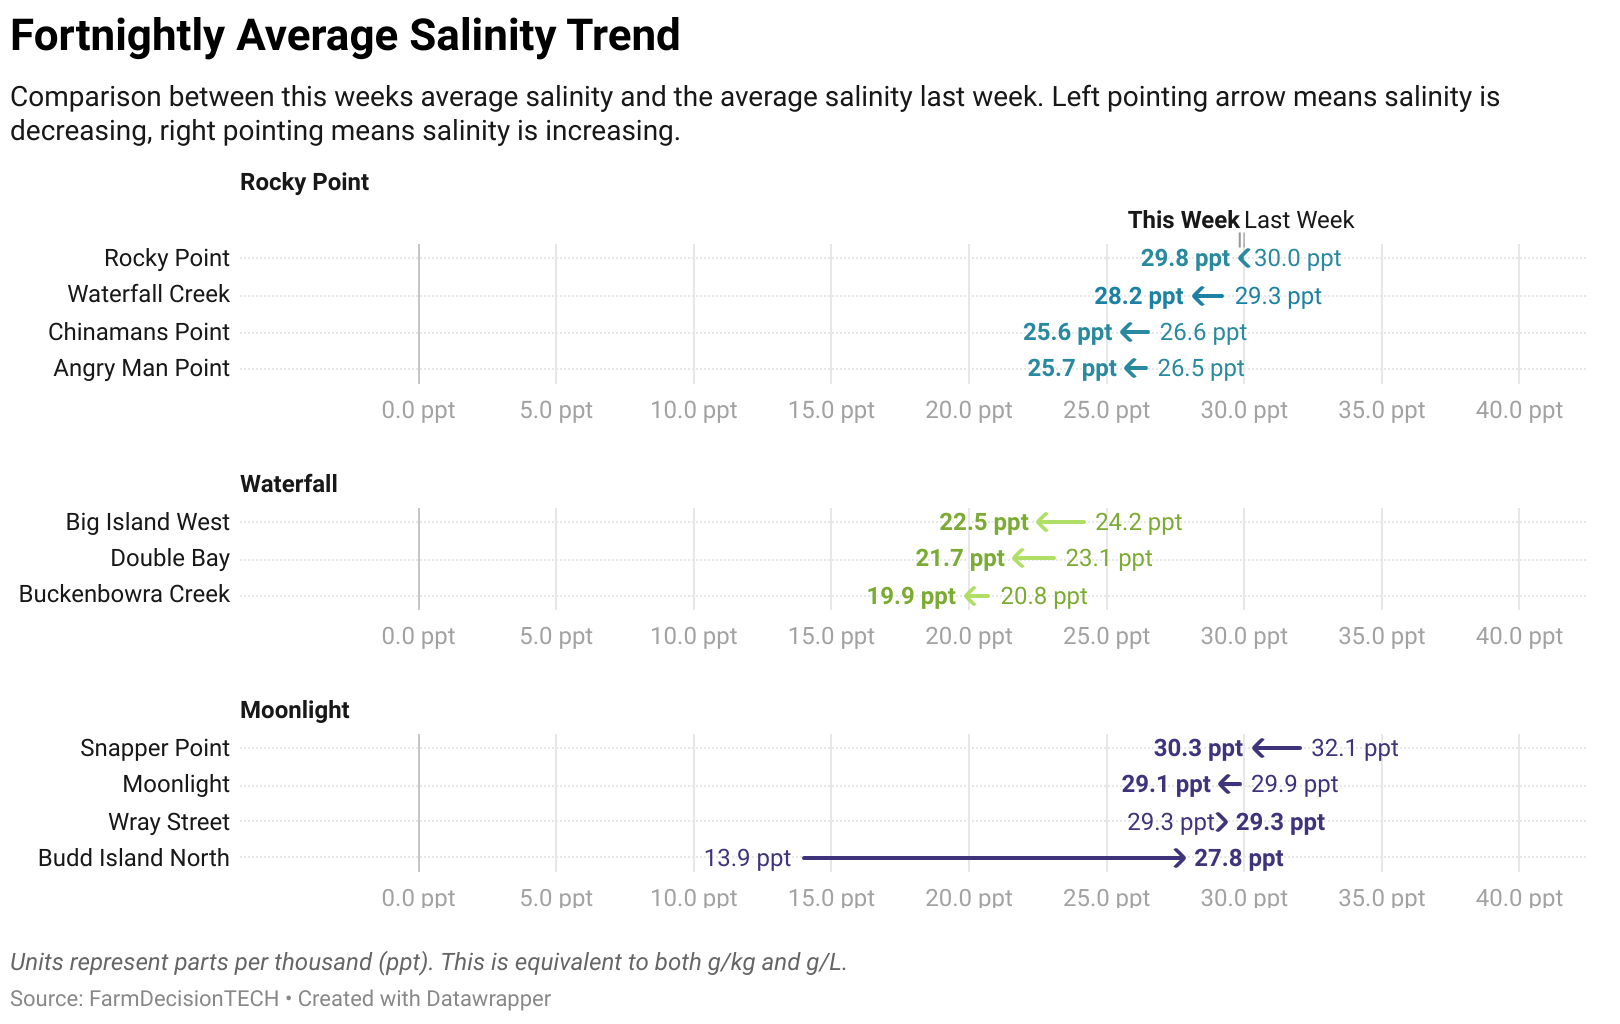 Fortnightly Average Salinity Trend
Comparison between this weeks average salinity and the average salinity last week. Left pointing arrow means salinity is
decreasing, right pointing means salinity is increasing.
Rocky Point
This Week Last Week
Rocky Point 29.8 ppt 30.0 ppt
Waterfall Creek 28.2 ppt 29.3 ppt
Chinamans Point 25.6 ppt 26.6 ppt
Angry Man Point 25.7 ppt 26.5 ppt
0.0 ppt 5.0 ppt 10.0 ppt 15.0 ppt 20.0 ppt 25.0 ppt 30.0 ppt 35.0 ppt 40.0 ppt
Waterfall
Big Island West 22.5 ppt 24.2 ppt
Double Bay 21.7 ppt 23.1 ppt
Buckenbowra Creek 19.9 ppt 20.8 ppt
0.0 ppt 5.0 ppt 10.0 ppt 15.0 ppt 20.0 ppt 25.0 ppt 30.0 ppt 35.0 ppt 40.0 ppt
Moonlight
Snapper Point 30.3 ppt 32.1 ppt
Moonlight 29.1 ppt 29.9 ppt
Wray Street 29.3 ppt 29.3 ppt
Budd Island North 13.9 ppt 27.8 ppt
0.0 ppt 5.0 ppt 10.0 ppt 15.0 ppt 20.0 ppt 25.0 ppt 30.0 ppt 35.0 ppt 40.0 ppt
Units represent parts per thousand (ppt). This is equivalent to both g/kg and g/L.
Source: FarmDecisionTECH • Created with Datawrapper